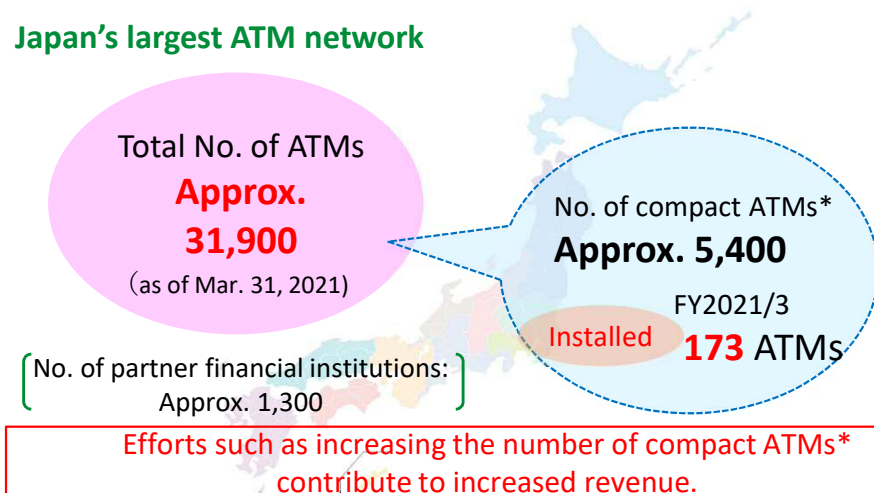 Japan's largest ATM network
Total No. of ATMs
Approx.
31,900
（as of Mar. 31, 2021)
No. of compact ATMs*
Approx. 5,400
FY2021/3
Installed
173 ATMs
No. of partner financial institutions:
Approx. 1,300
Efforts such as increasing the number of compact ATMs*
contribute to increased revenue.